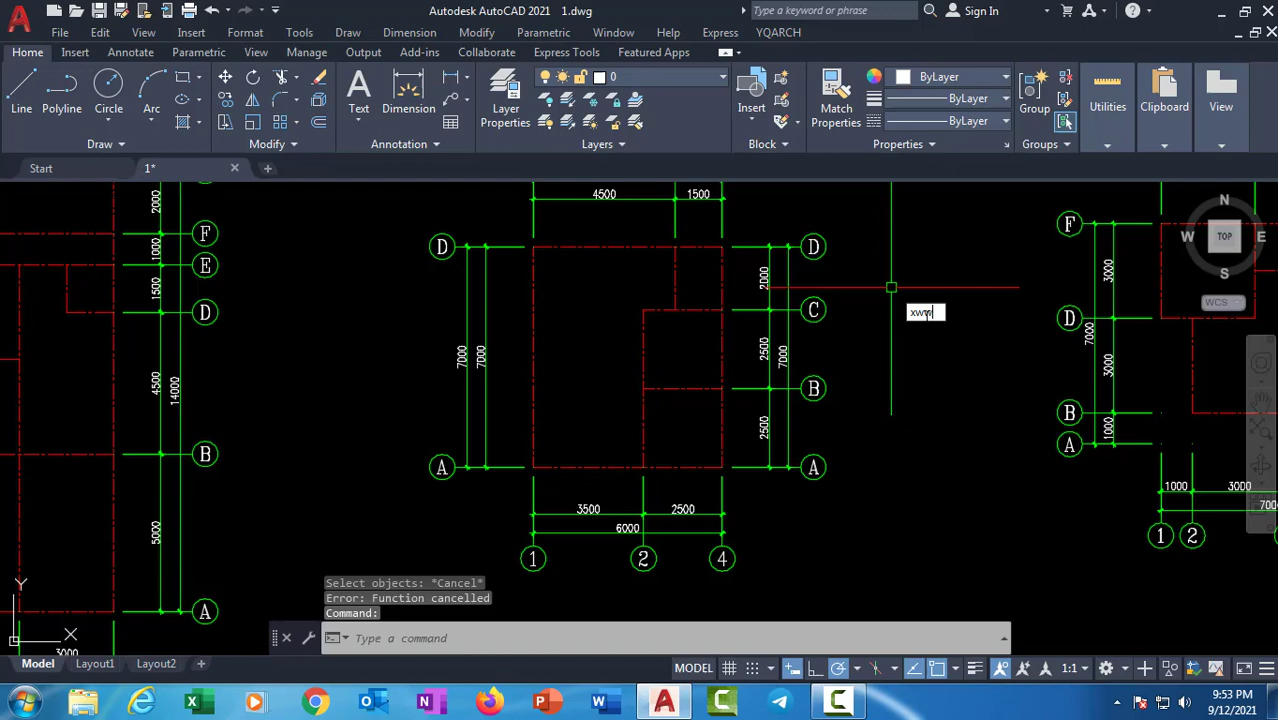 Autodesk AutoCAD 2021 1.dwg
Type a keyword or phrase
Sign In
File Edit View Insert Format Tools Draw Dimension Modify Parametric Window Help Express YQARCH
Home Insert Annotate Parametric View Manage Output Add-ins Collaborate Express Tools Featured Apps
Line Polyline Circle Arc
Text Dimension
Layer Properties
0
Insert
Match Properties
ByLayer
ByLayer
ByLayer
Group
Utilities
Clipboard
View
Draw Modify Annotation Layers Block Properties Groups
Start 1*
2000
F
1000
E
1500
D
4500
14000
B
5000
A
3000
4500 1500
D D
2000
C
7000 7000 2500 7000
B
2500
A A
3500 2500
6000
1 2 4
xww
F
3000
D
7000
3000
B
1000
A
1000 3000
700
1 2
N
W TOP E
S
WCS
Y
X
Select objects: *Cancel*
Error: Function cancelled
Command:
Type a command
Model Layout1 Layout2
MODEL
1:1
9:53 PM
9/12/2021